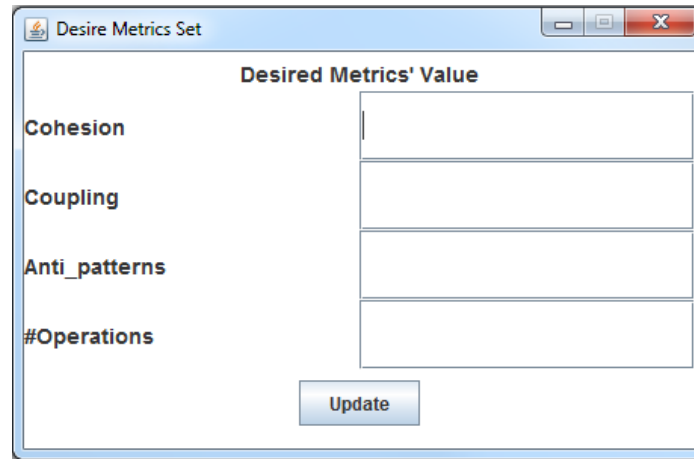 Desire Metrics Set
Desired Metrics' Value
Cohesion
Coupling
Anti_patterns
#Operations
Update